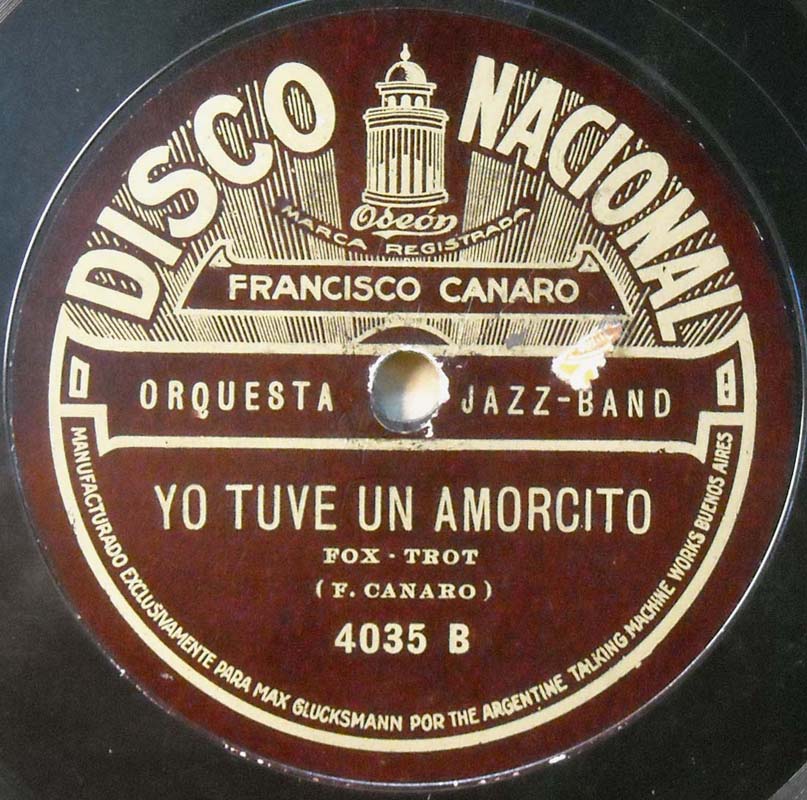 DISCO NACIONAL
Odeón
MARCA REGISTRADA
FRANCISCO CANARO
ORQUESTA JAZZ-BAND
YO TUVE UN AMORCITO
FOX-TROT
(F. CANARO)
4035 B
MANUFACTURADO EXCLUSIVAMENTE PARA MAX GLUCKSMANN POR THE ARGENTINE TALKING MACHINE WORKS BUENOS AIRES